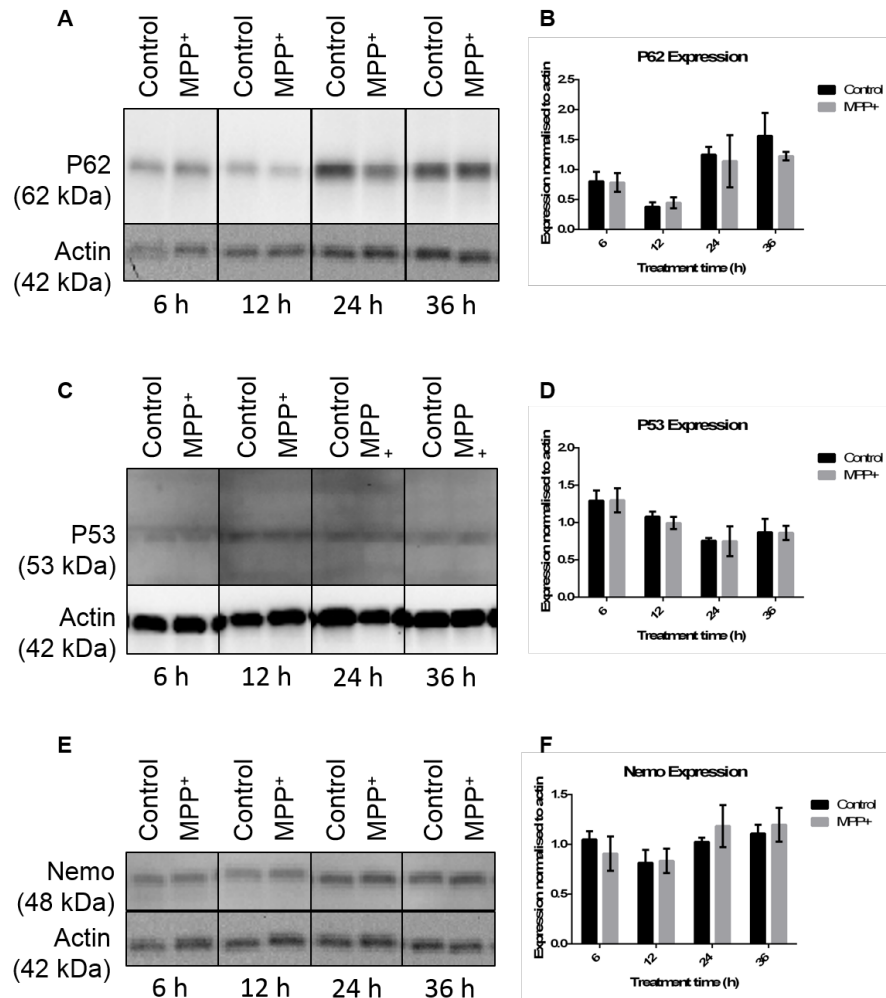 A
Control
MPP+
Control
MPP+
Control
MPP+
Control
MPP+
P62
(62 kDa)
Actin
(42 kDa)
6 h
12 h
24 h
36 h
B
P62 Expression
Expression normalised to actin
2.5
2.0
1.5
1.0
0.5
0.0
6
12
24
36
Treatment time (h)
Control
MPP+
C
Control
MPP+
Control
MPP+
Control
MPP
+
Control
MPP
+
P53
(53 kDa)
Actin
(42 kDa)
6 h
12 h
24 h
36 h
D
P53 Expression
Expression normalised to actin
2.0
1.5
1.0
0.5
0.0
6
12
24
36
Treatment time (h)
Control
MPP+
E
Control
MPP+
Control
MPP+
Control
MPP+
Control
MPP+
Nemo
(48 kDa)
Actin
(42 kDa)
6 h
12 h
24 h
36 h
F
Nemo Expression
Expression normalised to actin
1.5
1.0
0.5
0.0
6
12
24
36
Treatment time (h)
Control
MPP+